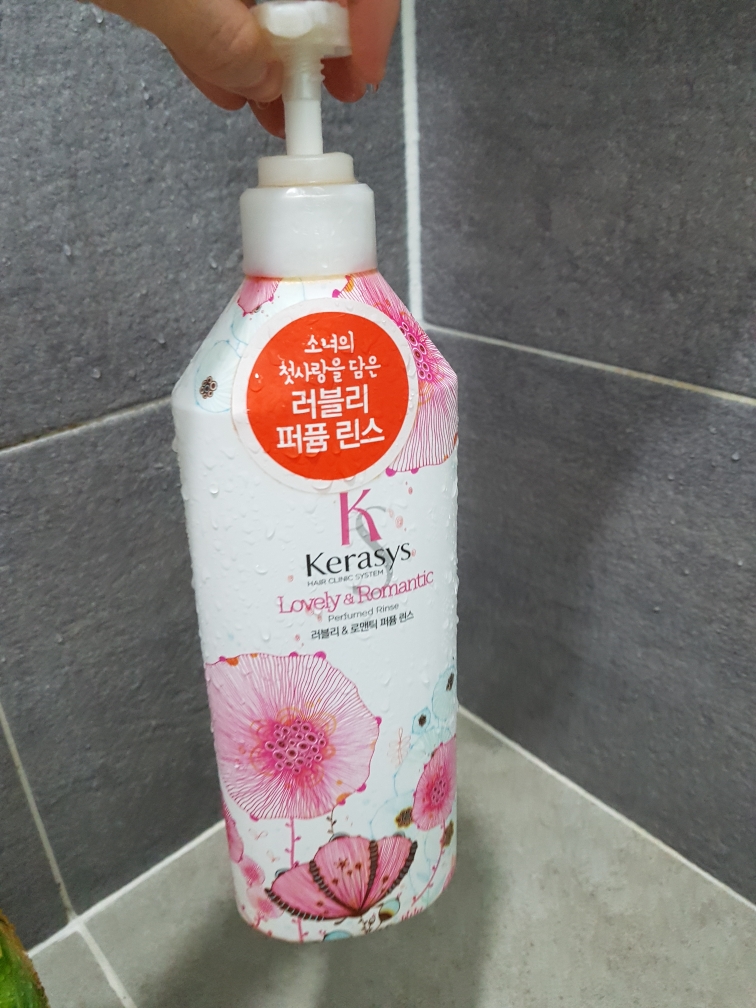 소녀의
첫사랑을 담은
러블리
퍼퓸 린스
KS
Kerasys
HAIR CLINIC SYSTEM
Lovely & Romantic
Perfumed Rinse
러블리 & 로맨틱 퍼퓸 린스